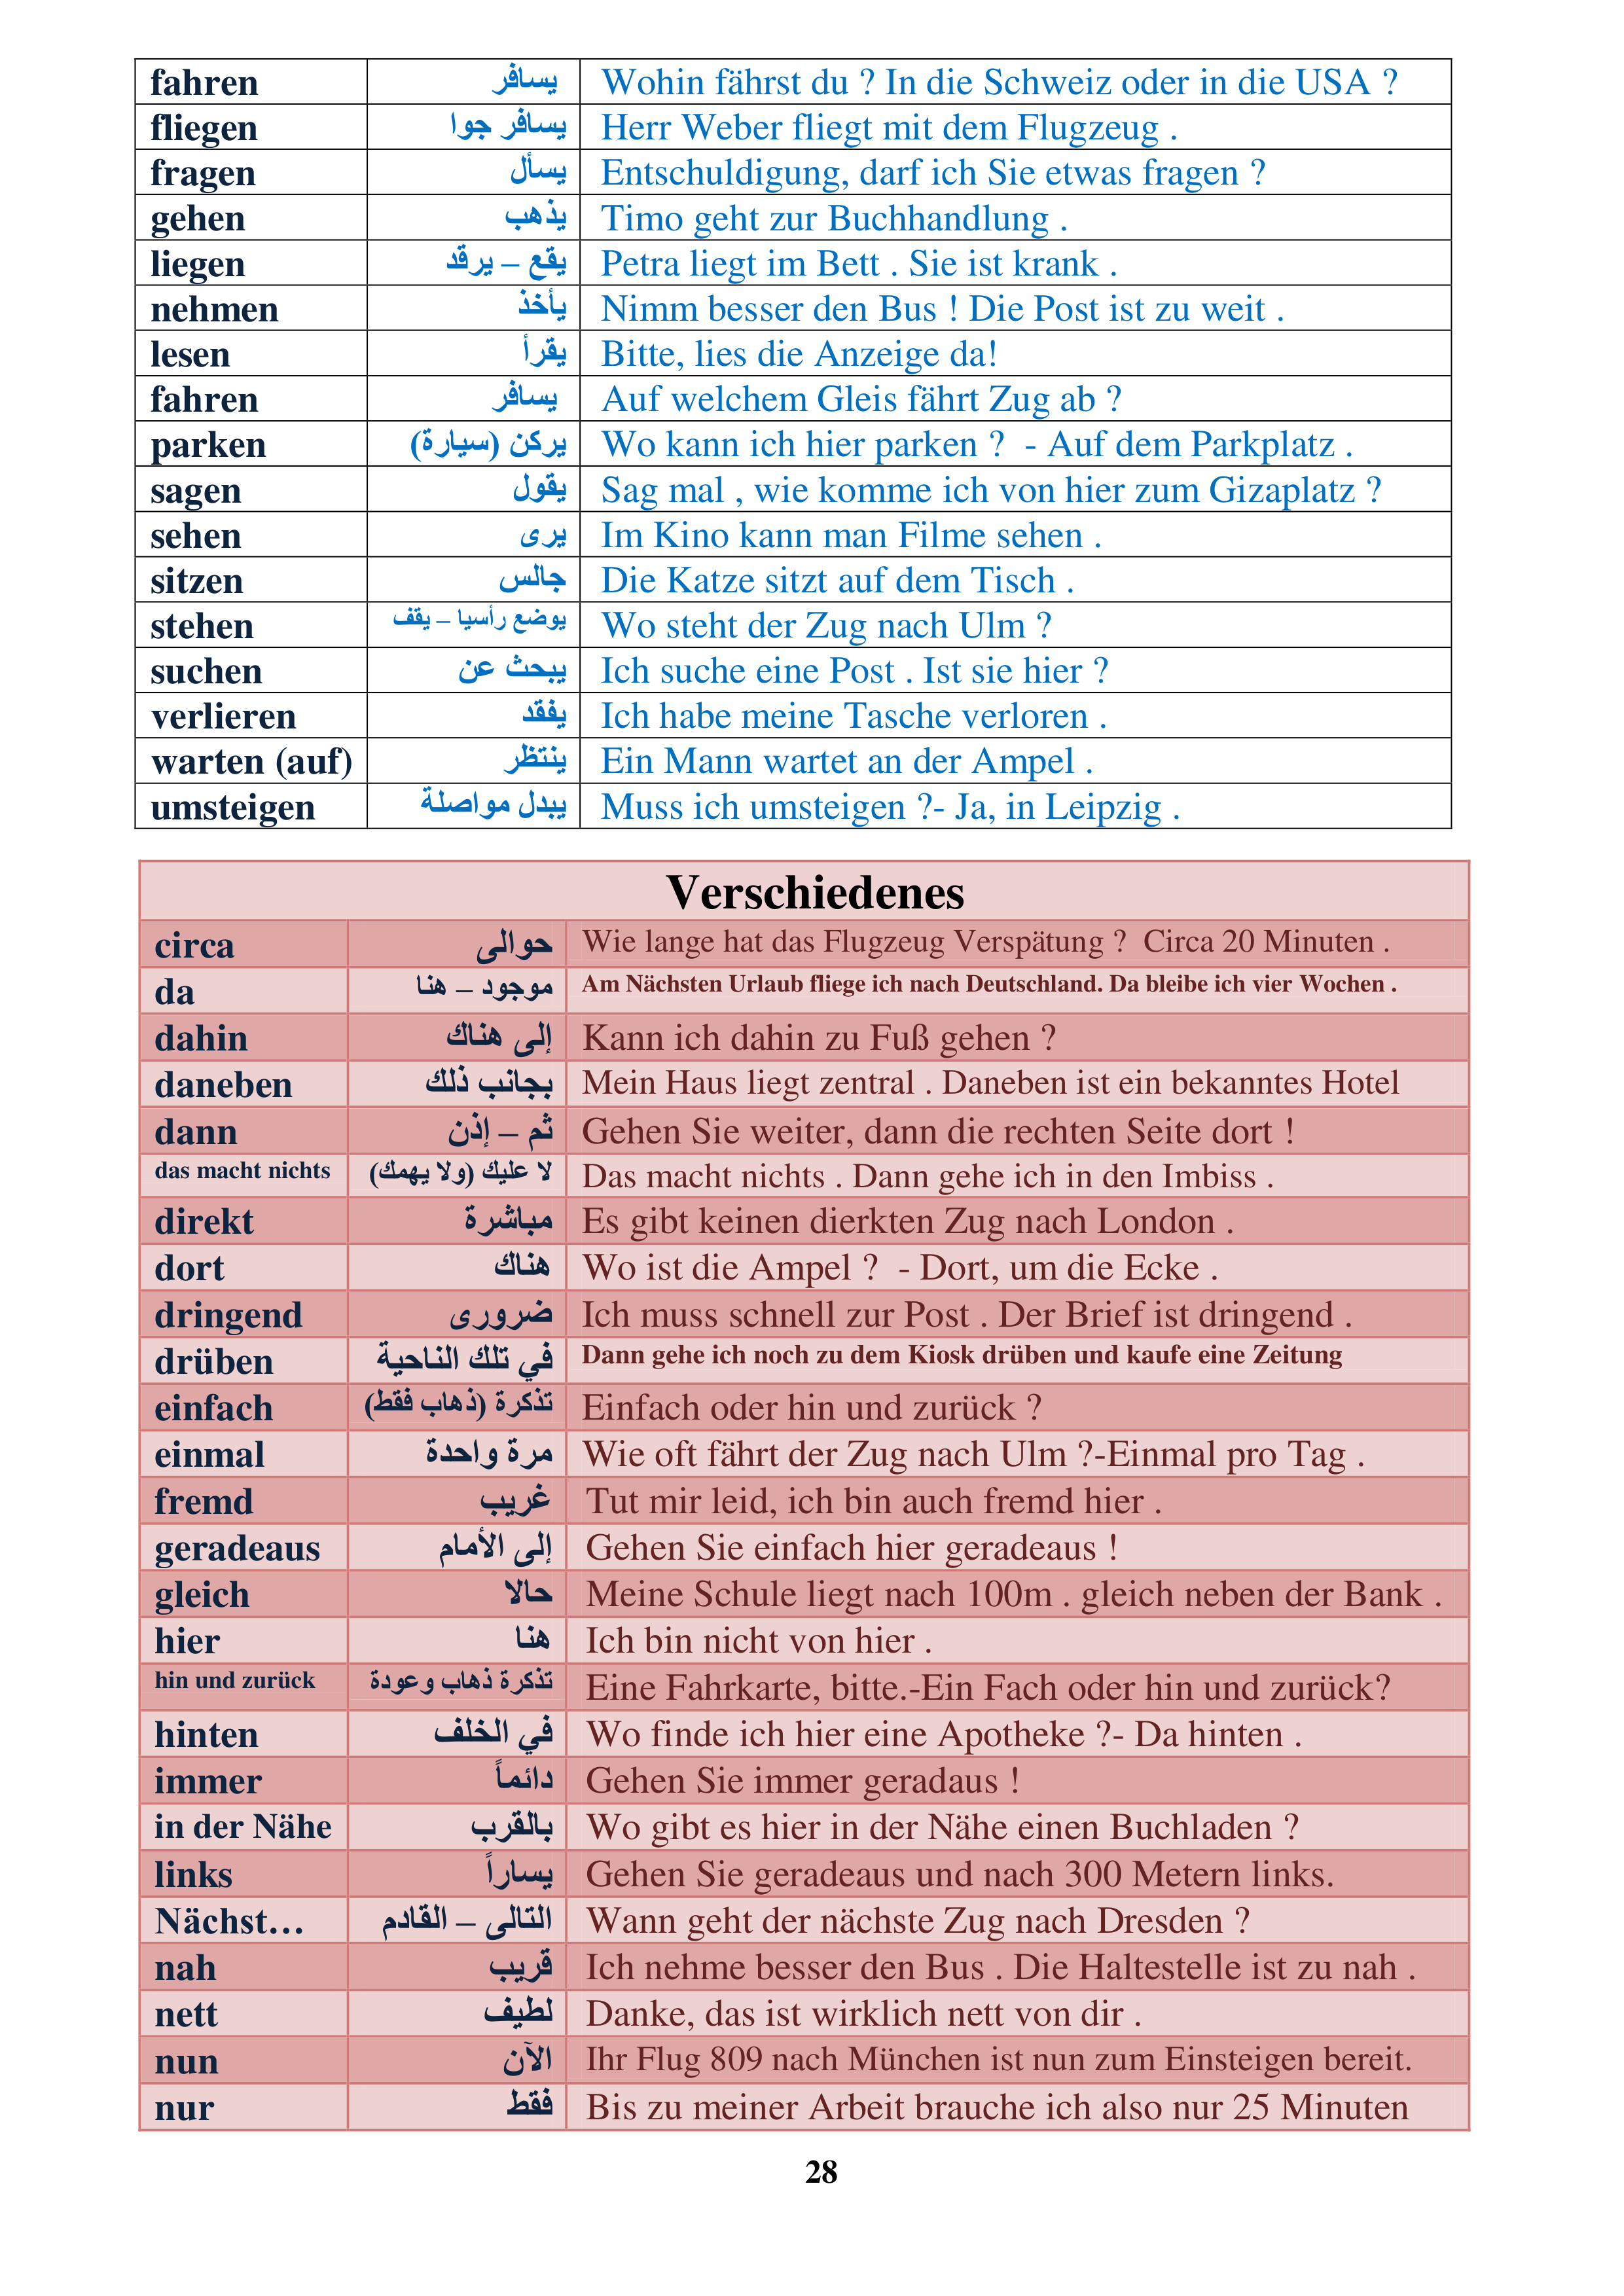 fahren يسافر Wohin fährst du ? In die Schweiz oder in die USA ?
fliegen يسافر جوا Herr Weber fliegt mit dem Flugzeug .
fragen يسأل Entschuldigung, darf ich Sie etwas fragen ?
gehen يذهب Timo geht zur Buchhandlung .
liegen يقع – يرقد Petra liegt im Bett . Sie ist krank .
nehmen يأخذ Nimm besser den Bus ! Die Post ist zu weit .
lesen يقرأ Bitte, lies die Anzeige da!
fahren يسافر Auf welchem Gleis fährt Zug ab ?
parken يركن (سيارة) Wo kann ich hier parken ? - Auf dem Parkplatz .
sagen يقول Sag mal , wie komme ich von hier zum Gizaplatz ?
sehen يرى Im Kino kann man Filme sehen .
sitzen جالس Die Katze sitzt auf dem Tisch .
stehen يوضع رأسيا – يقف Wo steht der Zug nach Ulm ?
suchen يبحث عن Ich suche eine Post . Ist sie hier ?
verlieren يفقد Ich habe meine Tasche verloren .
warten (auf) ينتظر Ein Mann wartet an der Ampel .
umsteigen يبدل مواصلة Muss ich umsteigen ?- Ja, in Leipzig .
Verschiedenes
circa حوالى Wie lange hat das Flugzeug Verspätung ? Circa 20 Minuten .
da موجود – هنا Am Nächsten Urlaub fliege ich nach Deutschland. Da bleibe ich vier Wochen .
dahin إلى هناك Kann ich dahin zu Fuß gehen ?
daneben بجانب ذلك Mein Haus liegt zentral . Daneben ist ein bekanntes Hotel
dann ثم – إذن Gehen Sie weiter, dann die rechten Seite dort !
das macht nichts لا عليك (ولا يهمك) Das macht nichts . Dann gehe ich in den Imbiss .
direkt مباشرة Es gibt keinen dierkten Zug nach London .
dort هناك Wo ist die Ampel ? - Dort, um die Ecke .
dringend ضرورى Ich muss schnell zur Post . Der Brief ist dringend .
drüben في تلك الناحية Dann gehe ich noch zu dem Kiosk drüben und kaufe eine Zeitung
einfach تذكرة (ذهاب فقط) Einfach oder hin und zurück ?
einmal مرة واحدة Wie oft fährt der Zug nach Ulm ?-Einmal pro Tag .
fremd غريب Tut mir leid, ich bin auch fremd hier .
geradeaus إلى الأمام Gehen Sie einfach hier geradeaus !
gleich حالا Meine Schule liegt nach 100m . gleich neben der Bank .
hier هنا Ich bin nicht von hier .
hin und zurück تذكرة ذهاب وعودة Eine Fahrkarte, bitte.-Ein Fach oder hin und zurück?
hinten في الخلف Wo finde ich hier eine Apotheke ?- Da hinten .
immer دائماً Gehen Sie immer geradaus !
in der Nähe بالقرب Wo gibt es hier in der Nähe einen Buchladen ?
links يساراً Gehen Sie geradeaus und nach 300 Metern links.
Nächst… التالى – القادم Wann geht der nächste Zug nach Dresden ?
nah قريب Ich nehme besser den Bus . Die Haltestelle ist zu nah .
nett لطيف Danke, das ist wirklich nett von dir .
nun الآن Ihr Flug 809 nach München ist nun zum Einsteigen bereit.
nur فقط Bis zu meiner Arbeit brauche ich also nur 25 Minuten
28